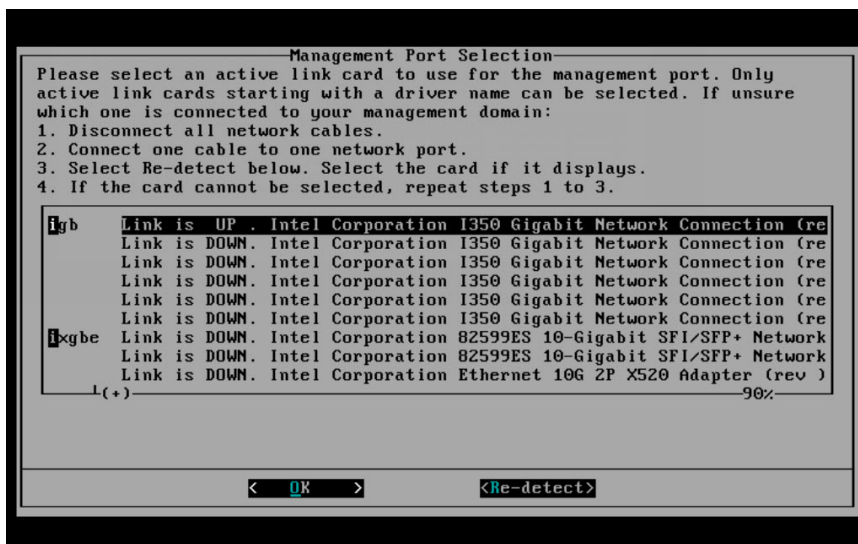 Management Port Selection
Please select an active link card to use for the management port. Only
active link cards starting with a driver name can be selected. If unsure
which one is connected to your management domain:
1. Disconnect all network cables.
2. Connect one cable to one network port.
3. Select Re-detect below. Select the card if it displays.
4. If the card cannot be selected, repeat steps 1 to 3.
igb Link is UP . Intel Corporation I350 Gigabit Network Connection (re
Link is DOWN. Intel Corporation I350 Gigabit Network Connection (re
Link is DOWN. Intel Corporation I350 Gigabit Network Connection (re
Link is DOWN. Intel Corporation I350 Gigabit Network Connection (re
Link is DOWN. Intel Corporation I350 Gigabit Network Connection (re
Link is DOWN. Intel Corporation I350 Gigabit Network Connection (re
ixgbe Link is DOWN. Intel Corporation 82599ES 10-Gigabit SFI/SFP+ Network
Link is DOWN. Intel Corporation 82599ES 10-Gigabit SFI/SFP+ Network
Link is DOWN. Intel Corporation Ethernet 10G 2P X520 Adapter (rev )
(+) 90%
< OK > <Re-detect>